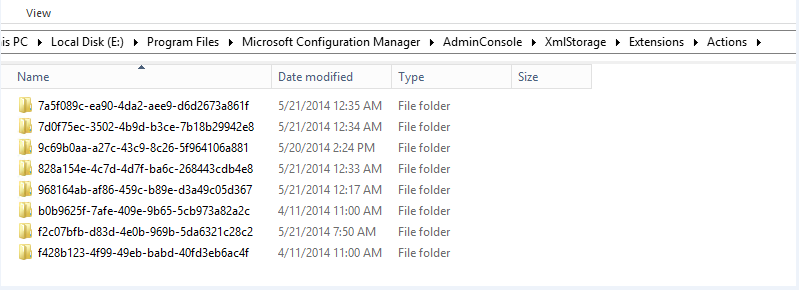 View
is PC Local Disk (E:) Program Files Microsoft Configuration Manager AdminConsole XmlStorage Extensions Actions
Name Date modified Type Size
7a5f089c-ea90-4da2-aee9-d6d2673a861f 5/21/2014 12:35 AM File folder
7d0f75ec-3502-4b9d-b3ce-7b18b29942e8 5/21/2014 12:34 AM File folder
9c69b0aa-a27c-43c9-8c26-5f964106a881 5/20/2014 2:24 PM File folder
828a154e-4c7d-4d7f-ba6c-268443cdb4e8 5/21/2014 12:33 AM File folder
968164ab-af86-459c-b89e-d3a49c05d367 5/21/2014 12:17 AM File folder
b0b9625f-7afe-409e-9b65-5cb973a82a2c 4/11/2014 11:00 AM File folder
f2c07bfb-d83d-4e0b-969b-5da6321c28c2 5/21/2014 7:50 AM File folder
f428b123-4f99-49eb-babd-40fd3eb6ac4f 4/11/2014 11:00 AM File folder